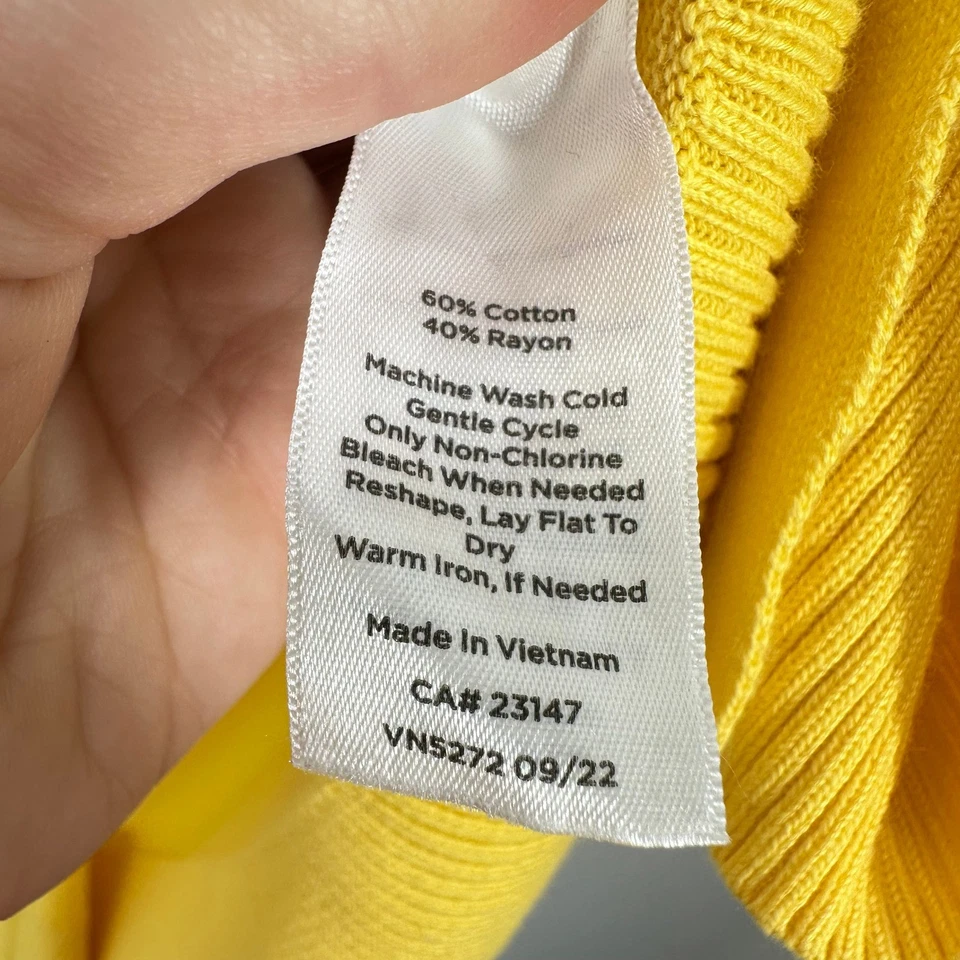 60% Cotton
40% Rayon
Machine Wash Cold
Gentle Cycle
Only Non-Chlorine
Bleach When Needed
Reshape, Lay Flat To
Dry
Warm Iron, If Needed
Made In Vietnam
CA# 23147
VN5272 09/22